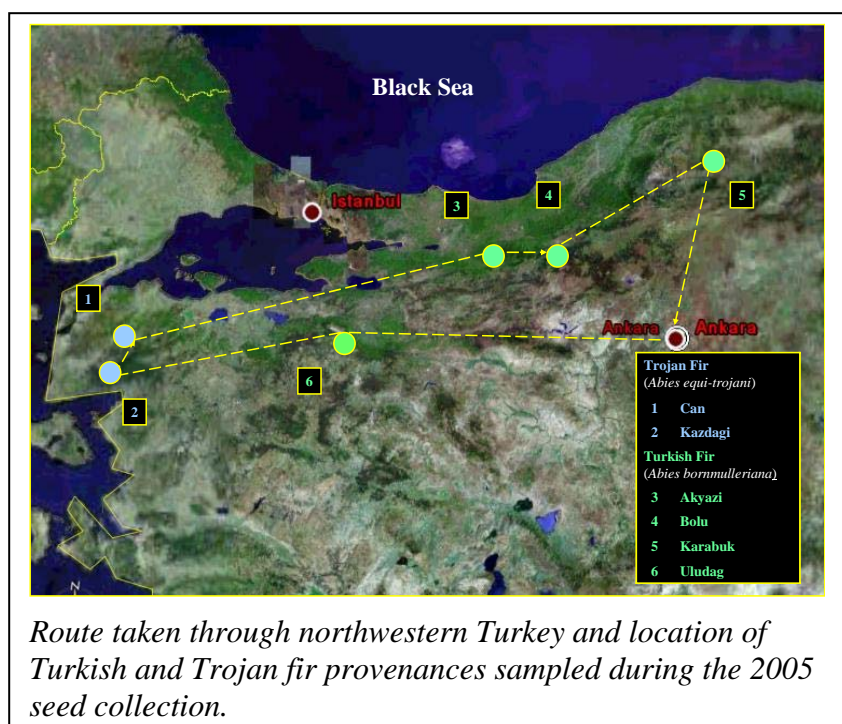 Black Sea
Istanbul
3
4
5
1
Ankara Ankara
6
2
Trojan Fir
(Abies equi-trojani)
1 Can
2 Kazdagi
Turkish Fir
(Abies bornmulleriana)
3 Akyazi
4 Bolu
5 Karabuk
6 Uludag
N
Route taken through northwestern Turkey and location of
Turkish and Trojan fir provenances sampled during the 2005
seed collection.